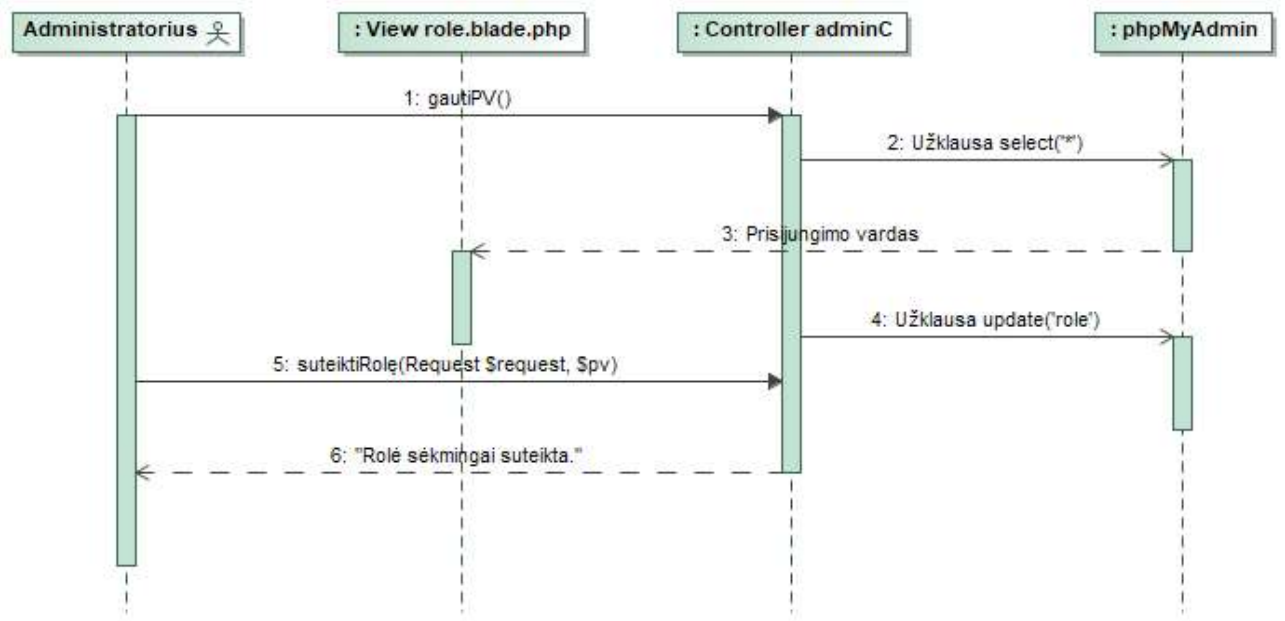 Administratorius
: View role.blade.php
: Controller adminC
: phpMyAdmin
1: gautiPV()
2: Užklausa select('*')
3: Prisijungimo vardas
4: Užklausa update('role')
5: suteiktiRolę(Request $request, $pv)
6: "Rolė sėkmingai suteikta."